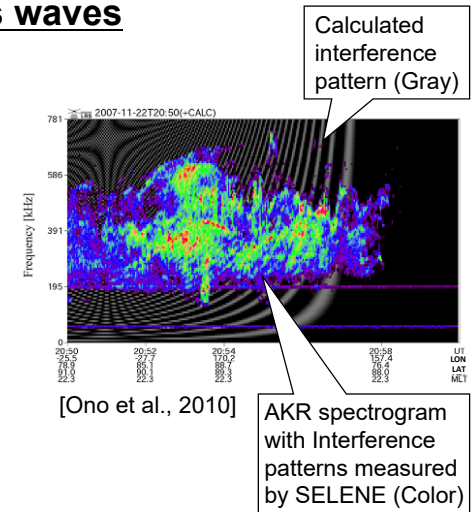 s waves
Calculated
interference
pattern (Gray)
2007-11-22T20:50(+CALC)
781
586
391
195
0
Frequency [kHz]
20:50 20:52 20:54 20:58 UT
-25.5 -27.7 170.2 157.4 LON
78.9 85.1 88.7 76.4 LAT
91.0 90.1 89.3 88.0
22.3 22.3 22.3 22.3 MLT
[Ono et al., 2010]
AKR spectrogram
with Interference
patterns measured
by SELENE (Color)